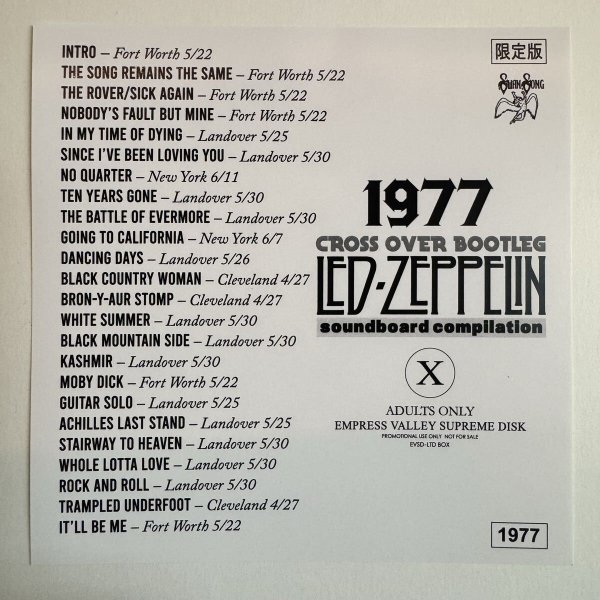 INTRO – Fort Worth 5/22
THE SONG REMAINS THE SAME – Fort Worth 5/22
THE ROVER/SICK AGAIN – Fort Worth 5/22
NOBODY'S FAULT BUT MINE – Fort Worth 5/22
IN MY TIME OF DYING – Landover 5/25
SINCE I'VE BEEN LOVING YOU – Landover 5/30
NO QUARTER – New York 6/11
TEN YEARS GONE – Landover 5/30
THE BATTLE OF EVERMORE – Landover 5/30
GOING TO CALIFORNIA – New York 6/7
DANCING DAYS – Landover 5/26
BLACK COUNTRY WOMAN – Cleveland 4/27
BRON-Y-AUR STOMP – Cleveland 4/27
WHITE SUMMER – Landover 5/30
BLACK MOUNTAIN SIDE – Landover 5/30
KASHMIR – Landover 5/30
MOBY DICK – Fort Worth 5/22
GUITAR SOLO – Landover 5/25
ACHILLES LAST STAND – Landover 5/25
STAIRWAY TO HEAVEN – Landover 5/30
WHOLE LOTTA LOVE – Landover 5/30
ROCK AND ROLL – Landover 5/30
TRAMPLED UNDERFOOT – Cleveland 4/27
IT'LL BE ME – Fort Worth 5/22
限定版
SWAN SONG
1977
CROSS OVER BOOTLEG
LED-ZEPPELIN
soundboard compilation
X
ADULTS ONLY
EMPRESS VALLEY SUPREME DISK
PROMOTIONAL USE ONLY NOT FOR SALE
EVSD-LTD BOX
1977